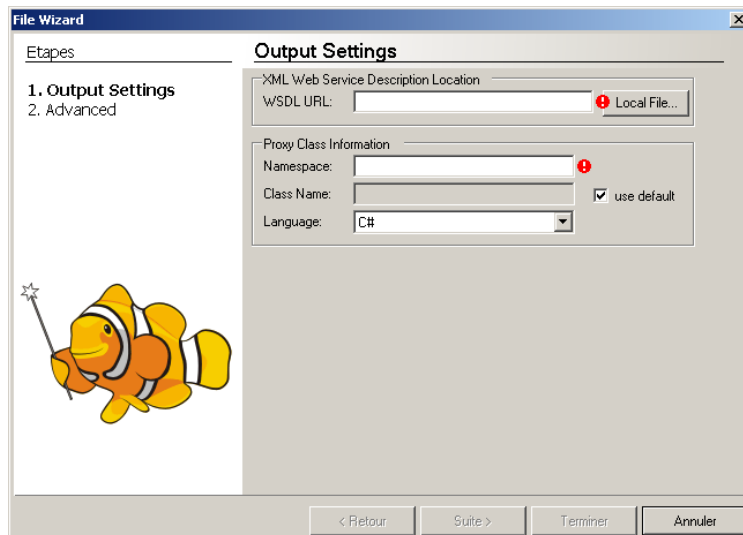 File Wizard
Etapes
1. Output Settings
2. Advanced
Output Settings
XML Web Service Description Location
WSDL URL:
Local File...
Proxy Class Information
Namespace:
Class Name:
use default
Language:
C#
< Retour
Suite >
Terminer
Annuler